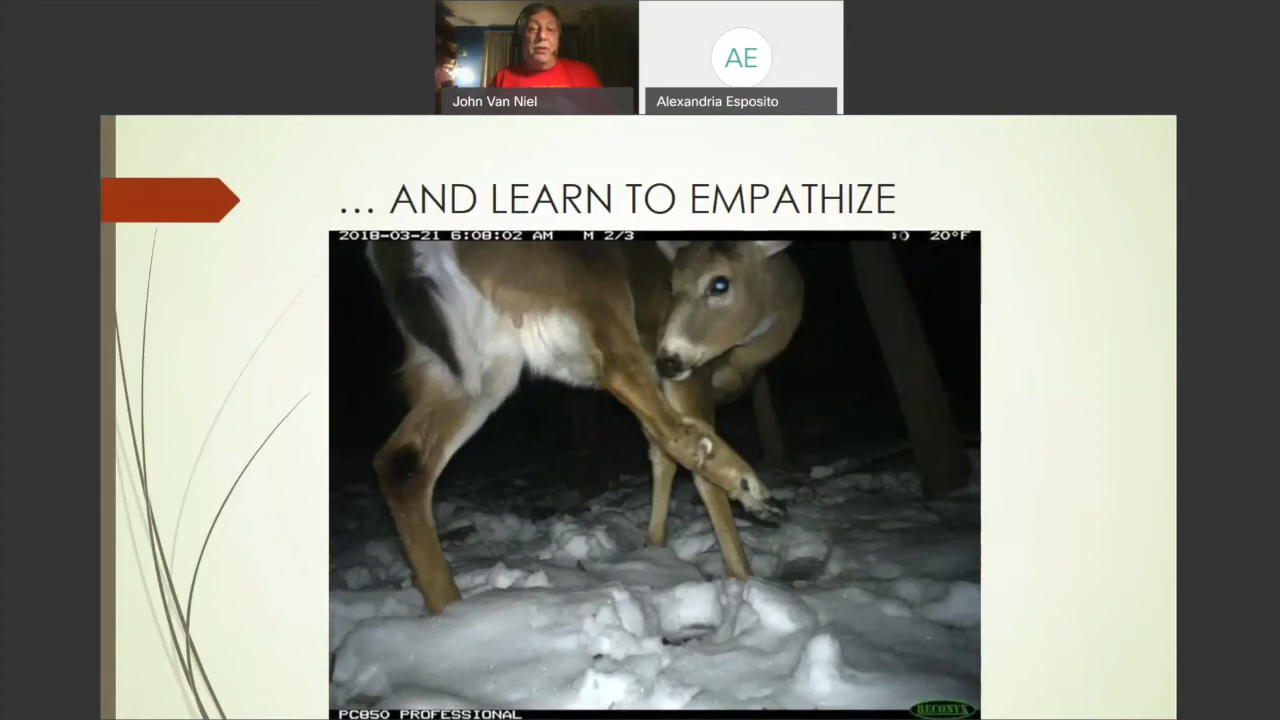 AE
John Van Niel
Alexandria Esposito
... AND LEARN TO EMPATHIZE
2018-03-21 6:08:02 AM M 2/3 20°F
PC850 PROFESSIONAL
RECONYX